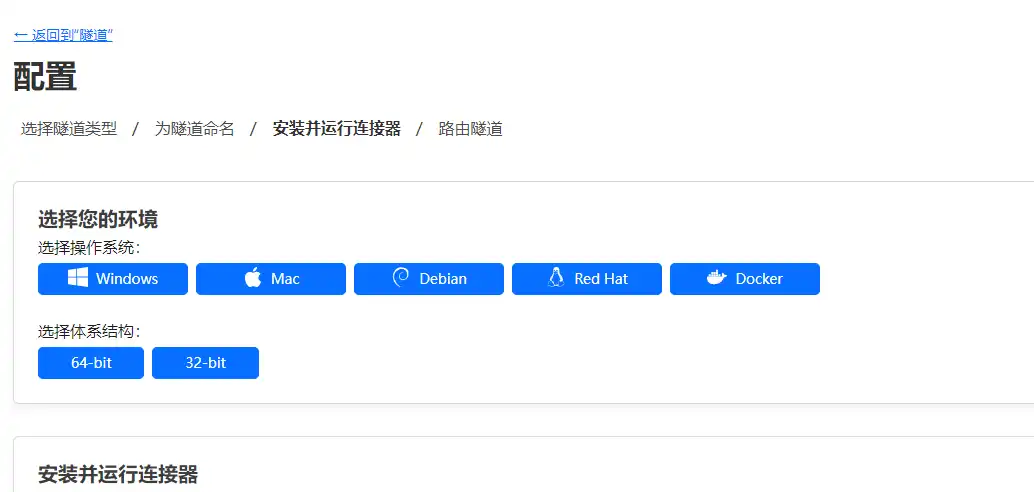 ← 返回到“隧道”
配置
选择隧道类型 / 为隧道命名 / 安装并运行连接器 / 路由隧道
选择您的环境
选择操作系统：
Windows Mac Debian Red Hat Docker
选择体系结构：
64-bit 32-bit
安装并运行连接器